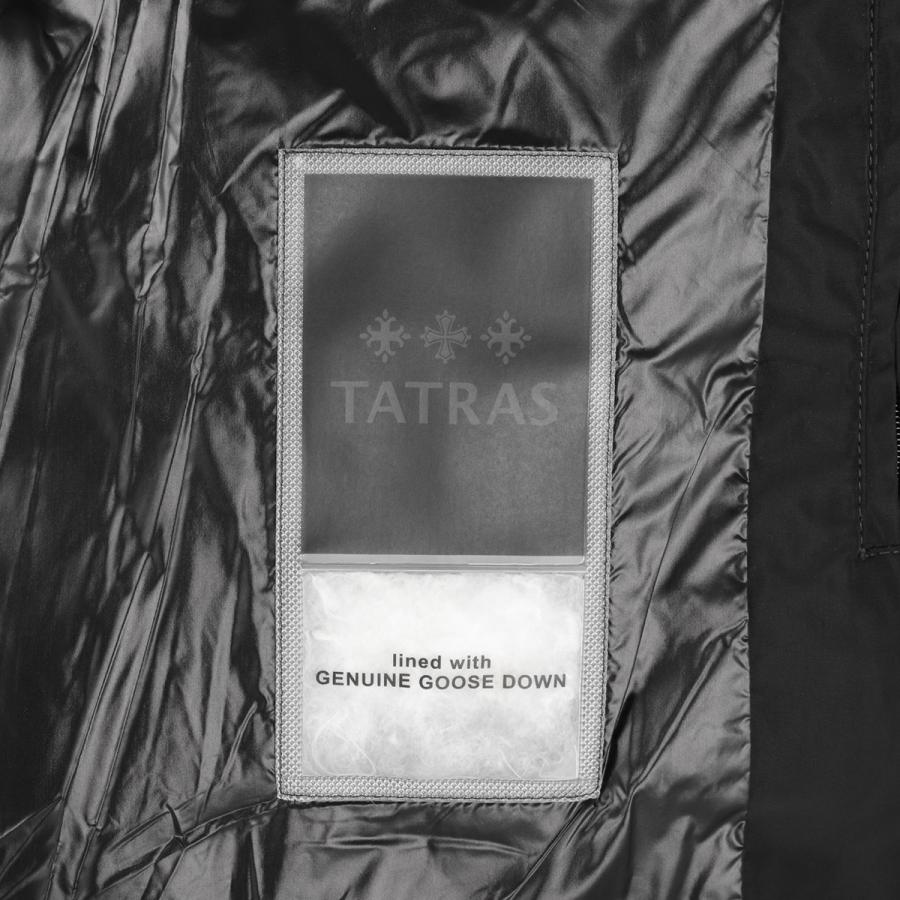 TATRAS
lined with
GENUINE GOOSE DOWN